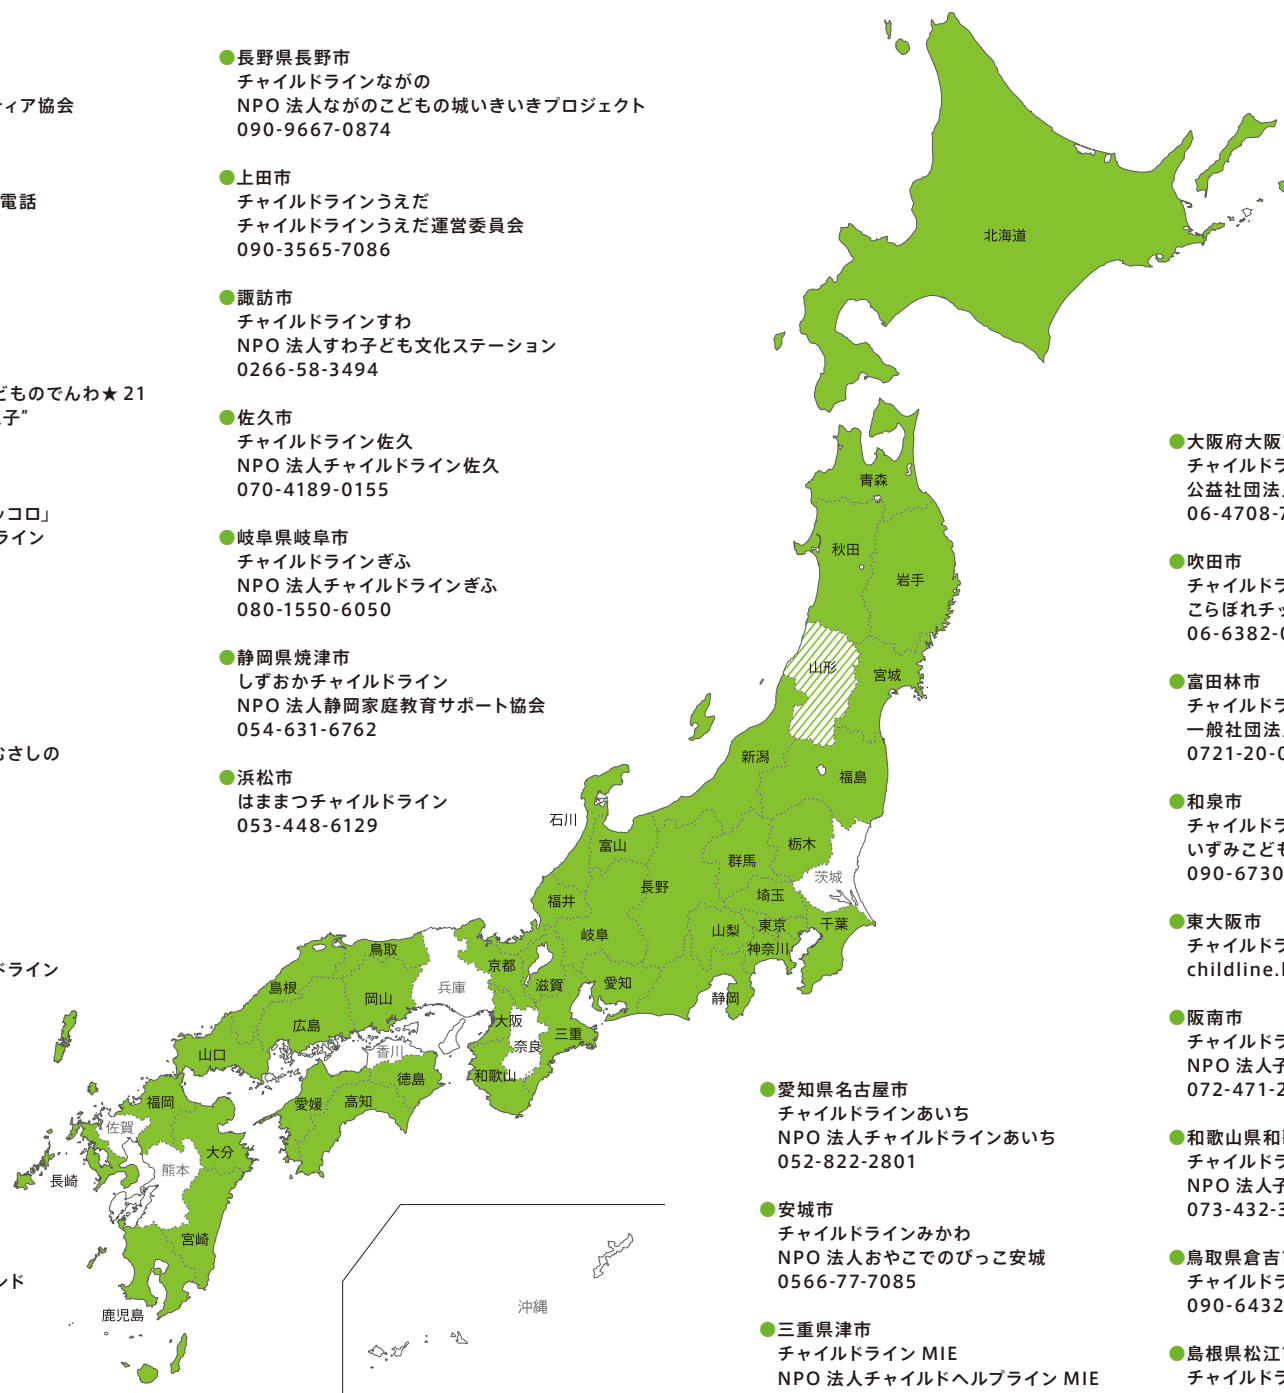 ティア協会
電話
どものでんわ★ 21
子”
ッコロ」
ライン
むさしの
ドライン
ンド
●長野県長野市
チャイルドラインながの
NPO 法人ながのこどもの城いきいきプロジェクト
090-9667-0874
●上田市
チャイルドラインうえだ
チャイルドラインうえだ運営委員会
090-3565-7086
●諏訪市
チャイルドラインすわ
NPO 法人すわ子ども文化ステーション
0266-58-3494
●佐久市
チャイルドライン佐久
NPO 法人チャイルドライン佐久
070-4189-0155
●岐阜県岐阜市
チャイルドラインぎふ
NPO 法人チャイルドラインぎふ
080-1550-6050
●静岡県焼津市
しずおかチャイルドライン
NPO 法人静岡家庭教育サポート協会
054-631-6762
●浜松市
はままつチャイルドライン
053-448-6129
北海道
青森
秋田
岩手
山形
宮城
新潟
福島
石川
富山
栃木
群馬
茨城
長野
埼玉
福井
山梨
東京
千葉
岐阜
神奈川
鳥取
京都
滋賀
愛知
静岡
島根
岡山
兵庫
広島
大阪
三重
奈良
山口
香川
和歌山
徳島
愛媛
高知
福岡
佐賀
大分
長崎
熊本
宮崎
鹿児島
沖縄
●愛知県名古屋市
チャイルドラインあいち
NPO 法人チャイルドラインあいち
052-822-2801
●安城市
チャイルドラインみかわ
NPO 法人おやこでのびっこ安城
0566-77-7085
●三重県津市
チャイルドライン MIE
NPO 法人チャイルドヘルプライン MIE
●大阪府大阪
チャイルドラ
公益社団法
06-4708-7
●吹田市
チャイルドラ
こらぼれチッ
06-6382-0
●富田林市
チャイルドラ
一般社団法
0721-20-0
●和泉市
チャイルドラ
いずみこども
090-6730
●東大阪市
チャイルドラ
childline.
●阪南市
チャイルドラ
NPO 法人子
072-471-2
●和歌山県和
チャイルドラ
NPO 法人子
073-432-3
●鳥取県倉吉
チャイルドラ
090-6432
●島根県松江
チャイルドラ